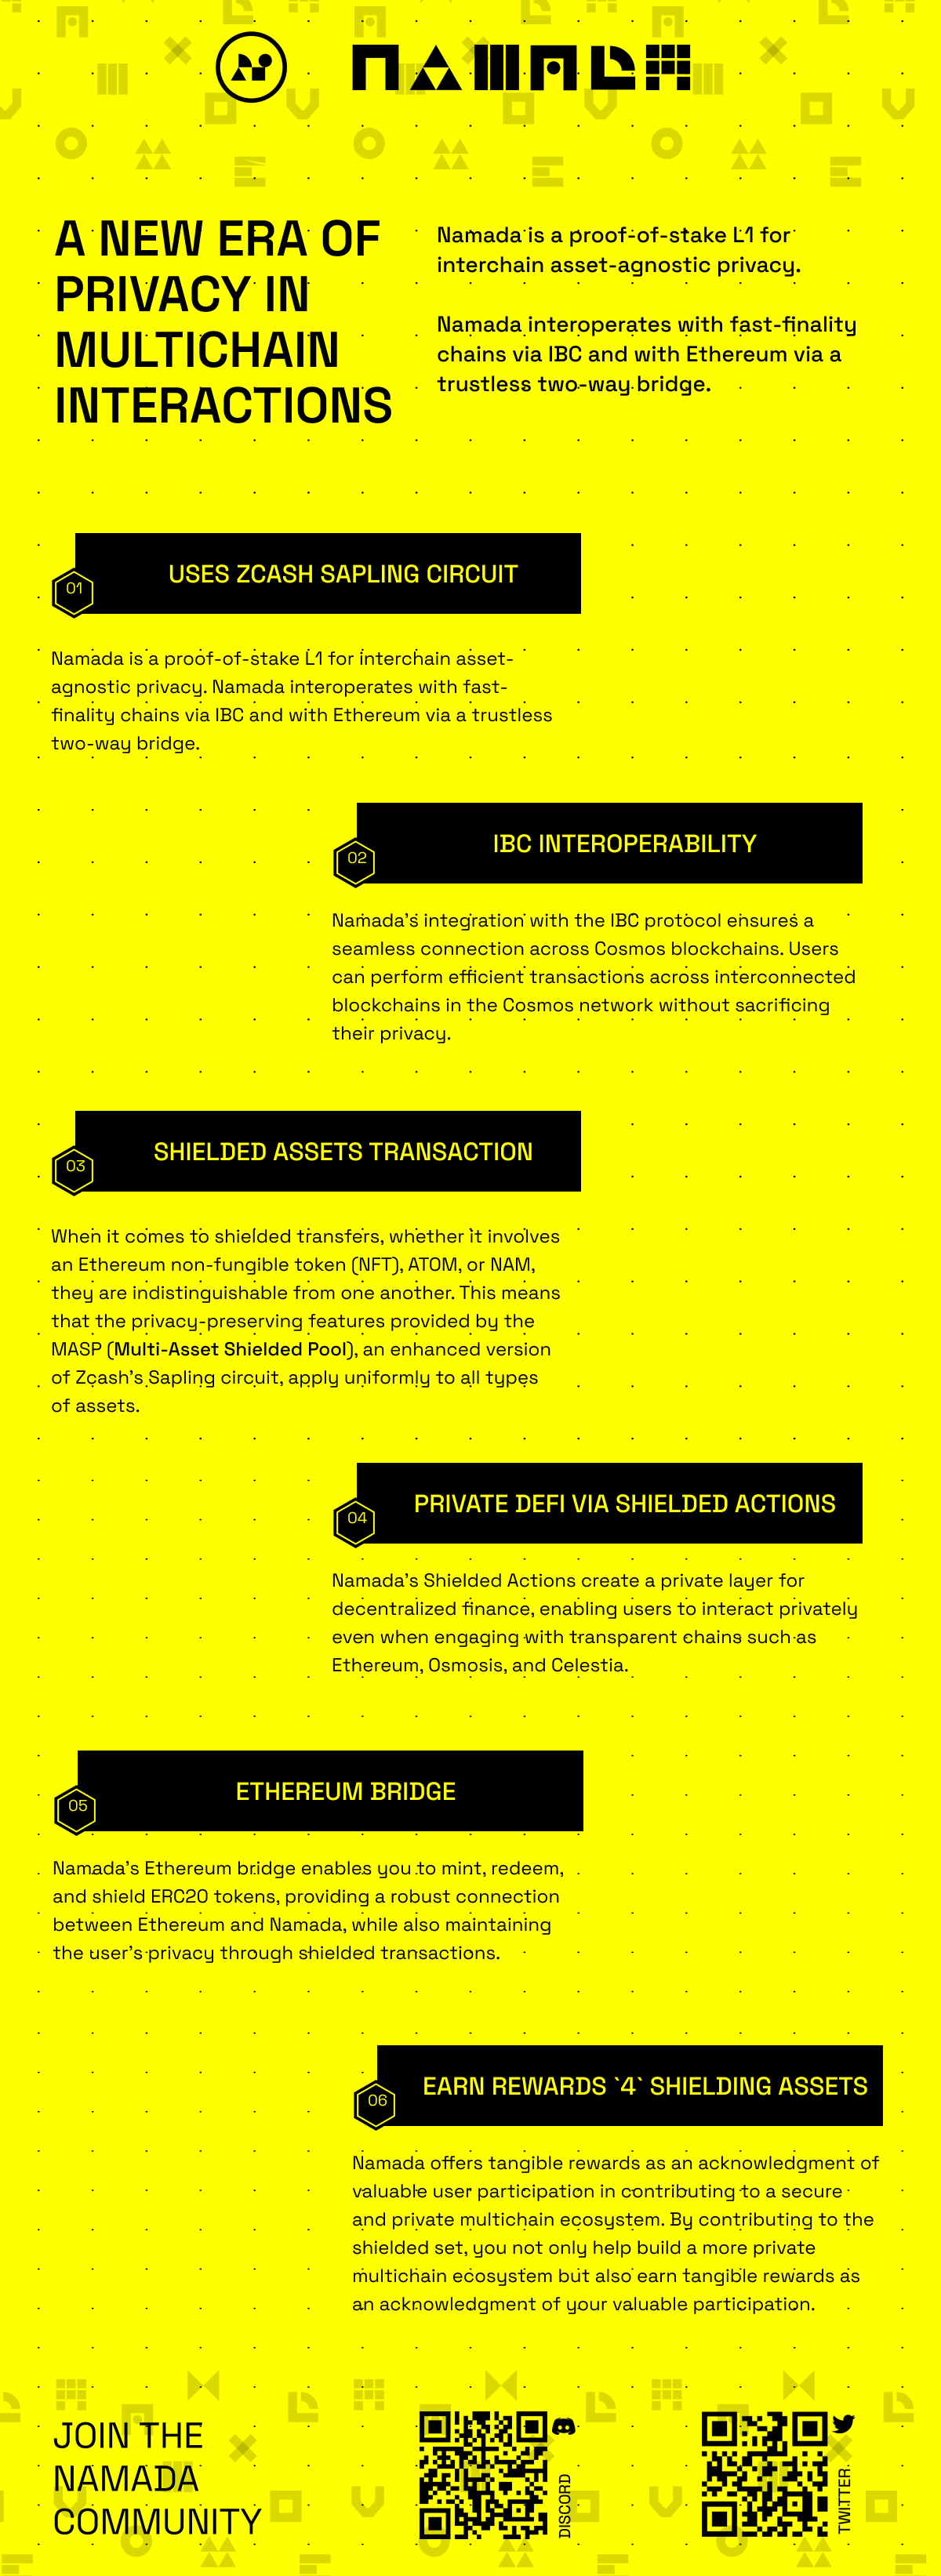 NAMADA
A NEW ERA OF
PRIVACY IN
MULTICHAIN
INTERACTIONS
Namada is a proof-of-stake L1 for
interchain asset-agnostic privacy.
Namada interoperates with fast-finality
chains via IBC and with Ethereum via a
trustless two-way bridge.
01
USES ZCASH SAPLING CIRCUIT
Namada is a proof-of-stake L1 for interchain asset-
agnostic privacy. Namada interoperates with fast-
finality chains via IBC and with Ethereum via a trustless
two-way bridge.
02
IBC INTEROPERABILITY
Namada's integration with the IBC protocol ensures a
seamless connection across Cosmos blockchains. Users
can perform efficient transactions across interconnected
blockchains in the Cosmos network without sacrificing
their privacy.
03
SHIELDED ASSETS TRANSACTION
When it comes to shielded transfers, whether it involves
an Ethereum non-fungible token (NFT), ATOM, or NAM,
they are indistinguishable from one another. This means
that the privacy-preserving features provided by the
MASP (Multi-Asset Shielded Pool), an enhanced version
of Zcash's Sapling circuit, apply uniformly to all types
of assets.
04
PRIVATE DEFI VIA SHIELDED ACTIONS
Namada's Shielded Actions create a private layer for
decentralized finance, enabling users to interact privately
even when engaging with transparent chains such as
Ethereum, Osmosis, and Celestia.
05
ETHEREUM BRIDGE
Namada's Ethereum bridge enables you to mint, redeem,
and shield ERC20 tokens, providing a robust connection
between Ethereum and Namada, while also maintaining
the user's privacy through shielded transactions.
06
EARN REWARDS `4` SHIELDING ASSETS
Namada offers tangible rewards as an acknowledgment of
valuable user participation in contributing to a secure
and private multichain ecosystem. By contributing to the
shielded set, you not only help build a more private
multichain ecosystem but also earn tangible rewards as
an acknowledgment of your valuable participation.
JOIN THE
NAMADA
COMMUNITY
DISCORD
TWITTER